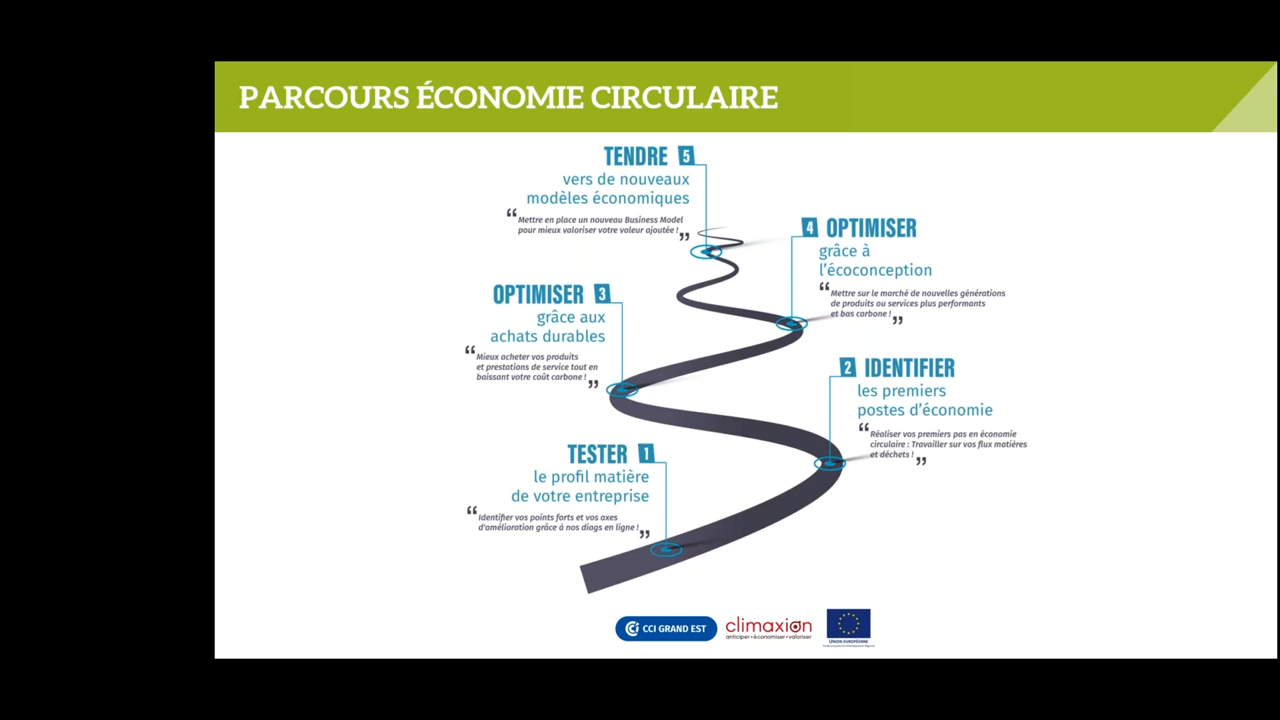 PARCOURS ÉCONOMIE CIRCULAIRE
TENDRE 5
vers de nouveaux
modèles économiques
“Mettre en place un nouveau Business Model
pour mieux valoriser votre valeur ajoutée !”
4 OPTIMISER
grâce à
l’écoconception
“Mettre sur le marché de nouvelles générations
de produits ou services plus performants
et bas carbone !”
OPTIMISER 3
grâce aux
achats durables
“Mieux acheter vos produits
et prestations de service tout en
baissant votre coût carbone !”
2 IDENTIFIER
les premiers
postes d’économie
“Réaliser vos premiers pas en économie
circulaire : Travailler sur vos flux matières
et déchets !”
TESTER 1
le profil matière
de votre entreprise
“Identifier vos points forts et vos axes
d'amélioration grâce à nos diags en ligne !”
CCI GRAND EST
climaxion
anticiper • économiser • valoriser
UNION EUROPÉENNE